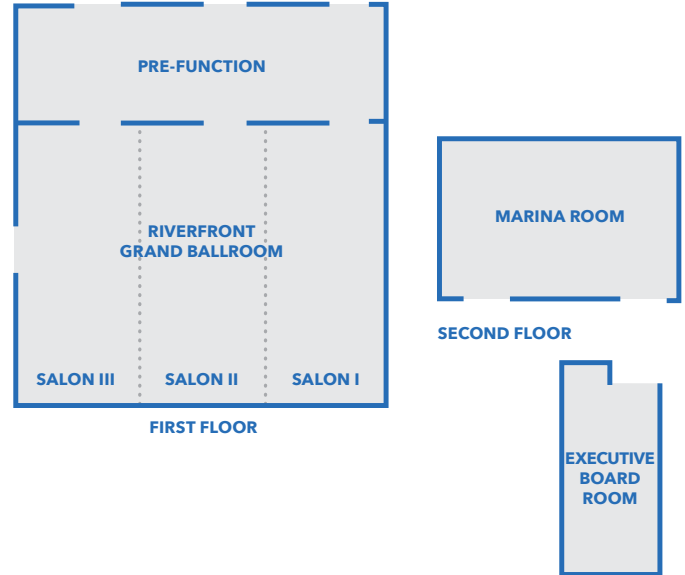 PRE-FUNCTION
RIVERFRONT
GRAND BALLROOM
SALON III
SALON II
SALON I
FIRST FLOOR
MARINA ROOM
SECOND FLOOR
EXECUTIVE
BOARD
ROOM